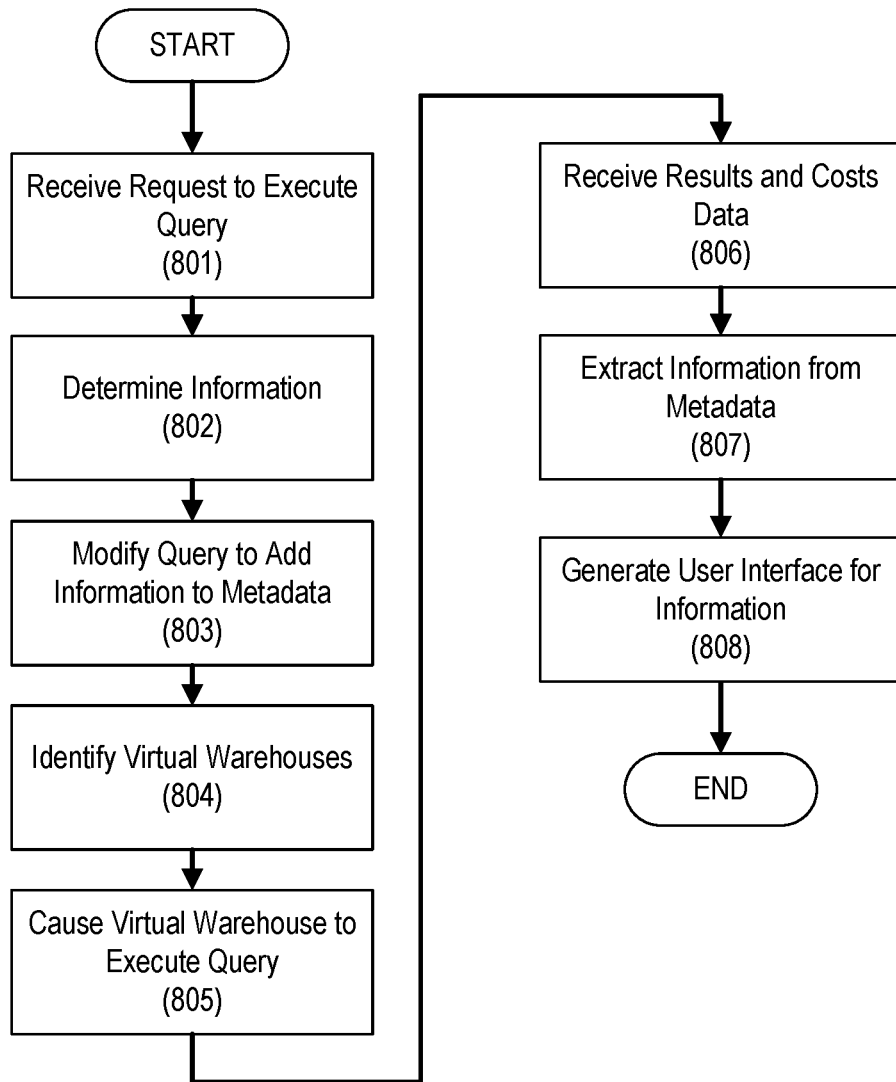 START
Receive Request to Execute
Query
(801)
Determine Information
(802)
Modify Query to Add
Information to Metadata
(803)
Identify Virtual Warehouses
(804)
Cause Virtual Warehouse to
Execute Query
(805)
Receive Results and Costs
Data
(806)
Extract Information from
Metadata
(807)
Generate User Interface for
Information
(808)
END